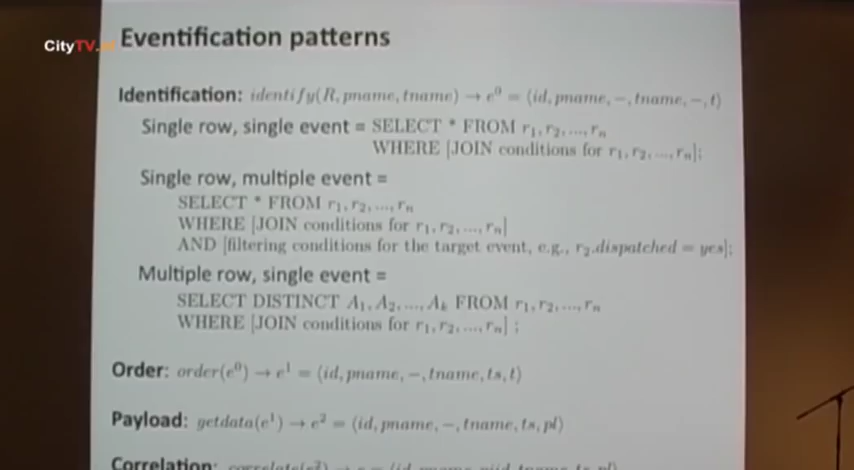 CityTV.
Eventification patterns
Identification: identify(R, pname, tname) → e⁰ = ⟨id, pname, −, tname, −, t⟩
Single row, single event = SELECT * FROM r₁, r₂, ..., rₙ
WHERE [JOIN conditions for r₁, r₂, ..., rₙ];
Single row, multiple event =
SELECT * FROM r₁, r₂, ..., rₙ
WHERE [JOIN conditions for r₁, r₂, ..., rₙ]
AND [filtering conditions for the target event, e.g., r₂.dispatched = yes];
Multiple row, single event =
SELECT DISTINCT A₁, A₂, ..., Aₖ FROM r₁, r₂, ..., rₙ
WHERE [JOIN conditions for r₁, r₂, ..., rₙ] ;
Order: order(e⁰) → e¹ = ⟨id, pname, −, tname, ts, t⟩
Payload: getdata(e¹) → e² = ⟨id, pname, −, tname, ts, pl⟩
Correlation: